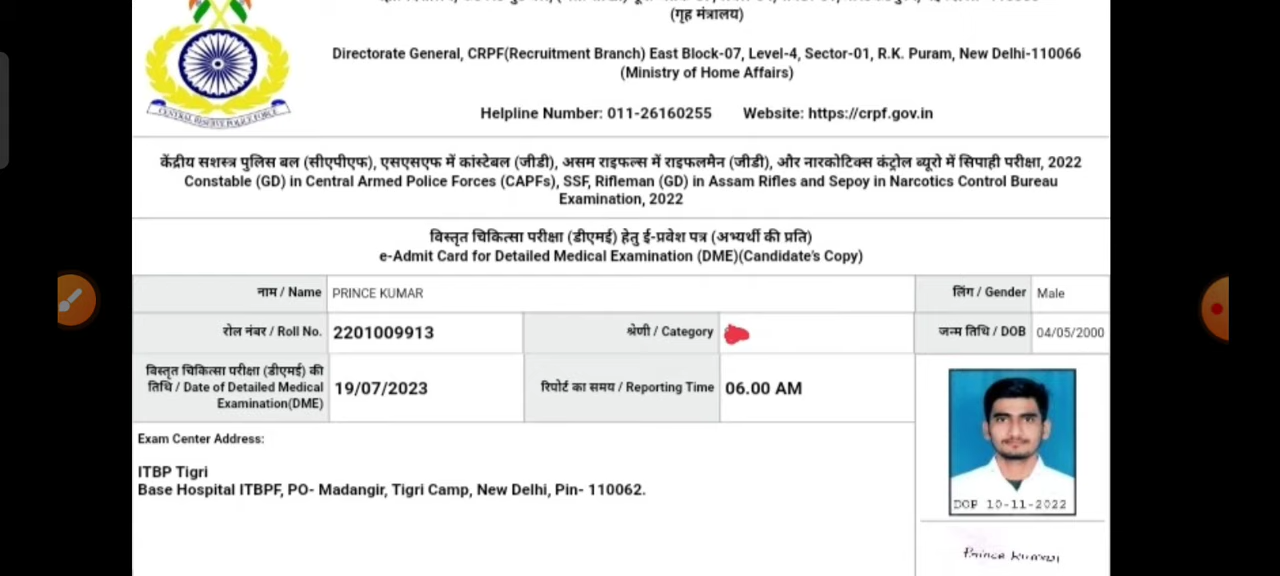 (गृह मंत्रालय)
Directorate General, CRPF(Recruitment Branch) East Block-07, Level-4, Sector-01, R.K. Puram, New Delhi-110066
(Ministry of Home Affairs)
Helpline Number: 011-26160255 Website: https://crpf.gov.in
CENTRAL RESERVE POLICE FORCE
केंद्रीय सशस्त्र पुलिस बल (सीएपीएफ), एसएसएफ में कांस्टेबल (जीडी), असम राइफल्स में राइफलमैन (जीडी), और नारकोटिक्स कंट्रोल ब्यूरो में सिपाही परीक्षा, 2022
Constable (GD) in Central Armed Police Forces (CAPFs), SSF, Rifleman (GD) in Assam Rifles and Sepoy in Narcotics Control Bureau
Examination, 2022
विस्तृत चिकित्सा परीक्षा (डीएमई) हेतु ई-प्रवेश पत्र (अभ्यर्थी की प्रति)
e-Admit Card for Detailed Medical Examination (DME)(Candidate's Copy)
नाम / Name PRINCE KUMAR लिंग / Gender Male
रोल नंबर / Roll No. 2201009913 श्रेणी / Category जन्म तिथि / DOB 04/05/2000
विस्तृत चिकित्सा परीक्षा (डीएमई) की
तिथि / Date of Detailed Medical
Examination(DME) 19/07/2023 रिपोर्ट का समय / Reporting Time 06.00 AM
Exam Center Address:
ITBP Tigri
Base Hospital ITBPF, PO- Madangir, Tigri Camp, New Delhi, Pin- 110062.
DOP 10-11-2022
Prince Kumar